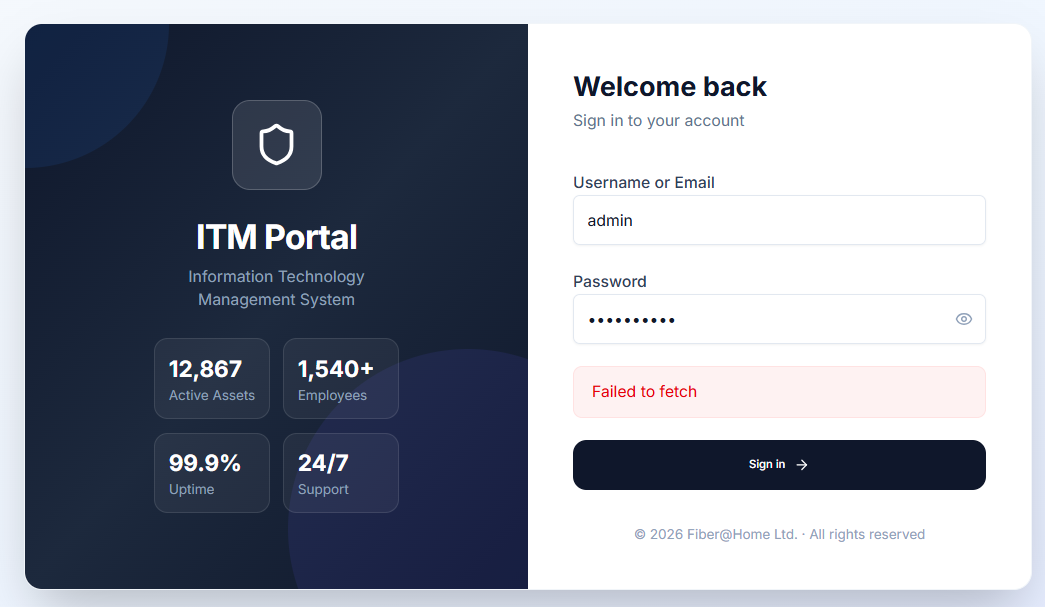 ITM Portal
Information Technology
Management System
12,867
Active Assets
1,540+
Employees
99.9%
Uptime
24/7
Support
Welcome back
Sign in to your account
Username or Email
admin
Password
••••••••••
Failed to fetch
Sign in →
© 2026 Fiber@Home Ltd. · All rights reserved